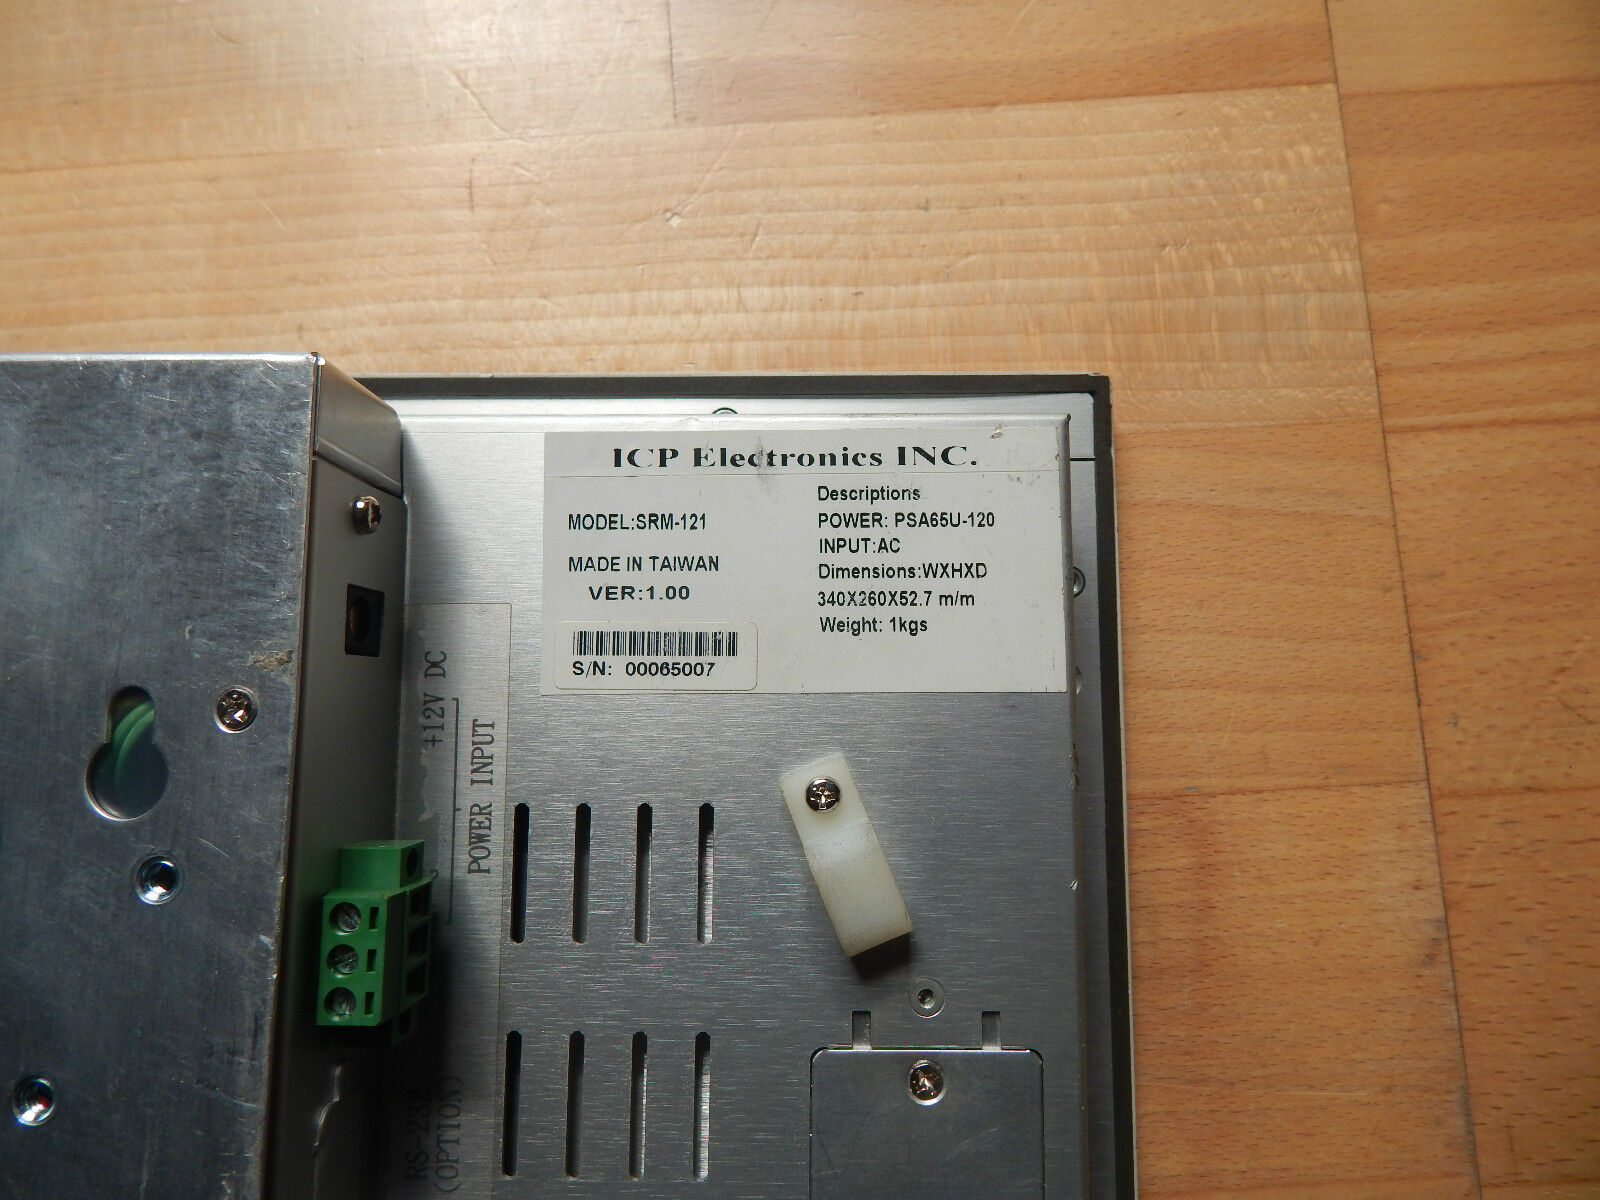 ICP Electronics INC.
MODEL:SRM-121
MADE IN TAIWAN
VER:1.00
S/N: 00065007
Descriptions
POWER: PSA65U-120
INPUT:AC
Dimensions:WXHXD
340X260X52.7 m/m
Weight: 1kgs
+12V DC
POWER INPUT
RS-232
(OPTION)